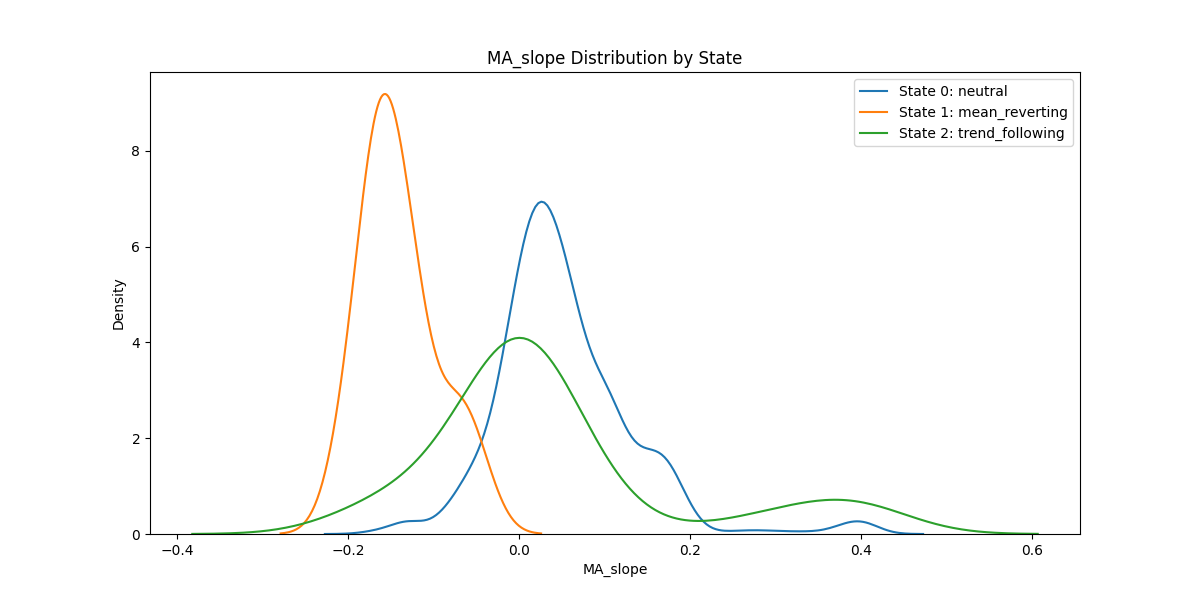 MA_slope Distribution by State
State 0: neutral
State 1: mean_reverting
State 2: trend_following
Density
8
6
4
2
0
−0.4
−0.2
0.0
0.2
0.4
0.6
MA_slope